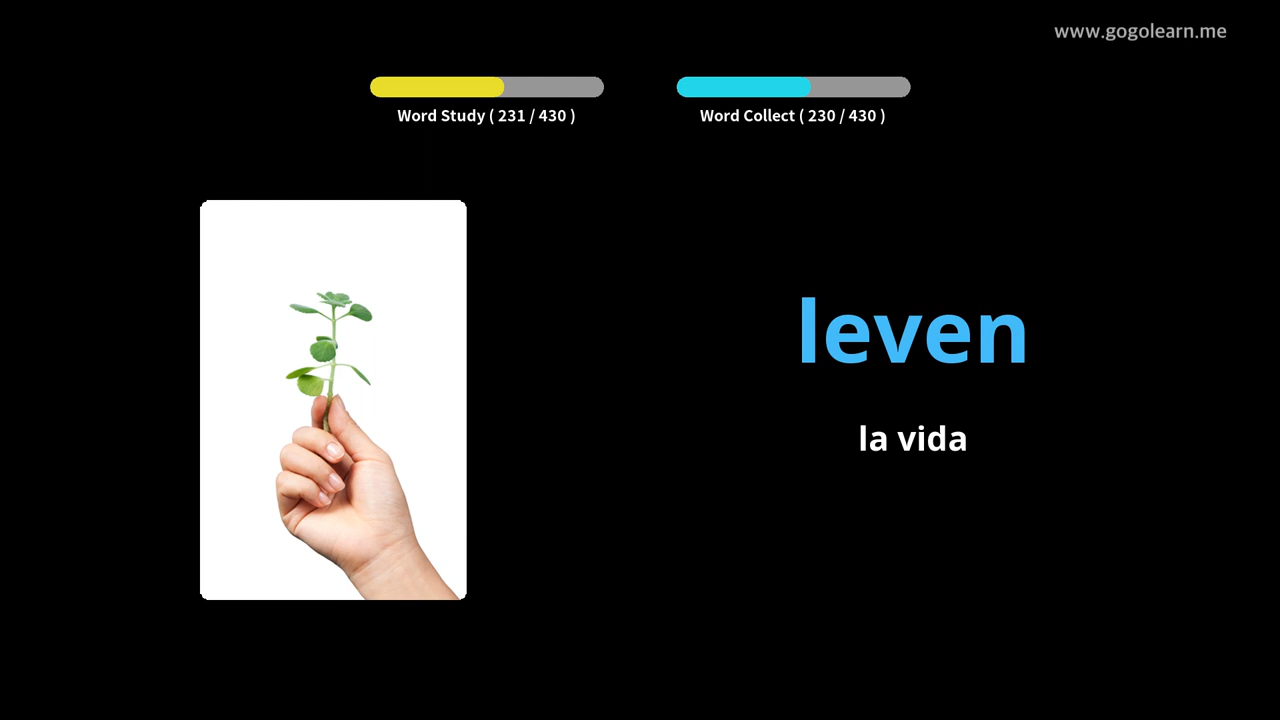 www.gogolearn.me
Word Study ( 231 / 430 )
Word Collect ( 230 / 430 )
leven
la vida